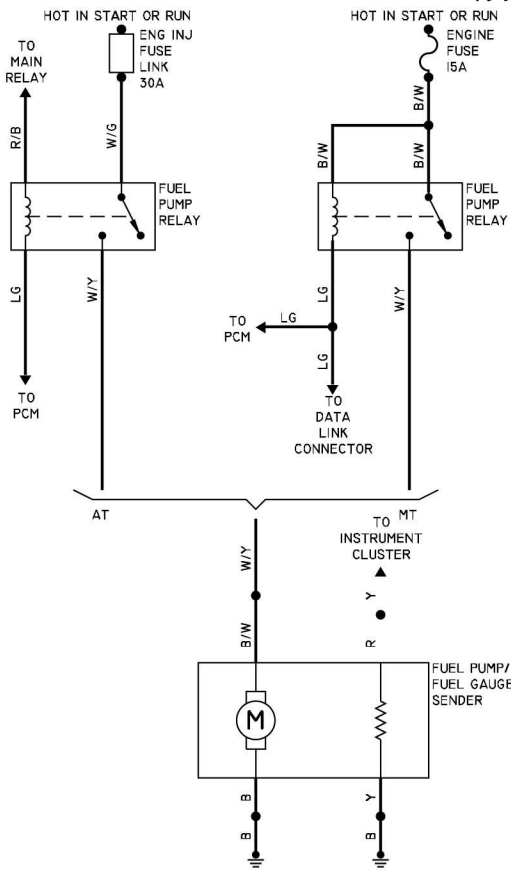 HOT IN START OR RUN
ENG INJ
FUSE
LINK
30A
TO
MAIN
RELAY
R/B
W/G
FUEL
PUMP
RELAY
LG
W/Y
TO
PCM
HOT IN START OR RUN
ENGINE
FUSE
15A
B/W
B/W
B/W
FUEL
PUMP
RELAY
LG
W/Y
TO
PCM
LG
LG
TO
DATA
LINK
CONNECTOR
AT
MT
TO
INSTRUMENT
CLUSTER
W/Y
Y
B/W
R
FUEL PUMP/
FUEL GAUGE
SENDER
M
B
Y
B
B